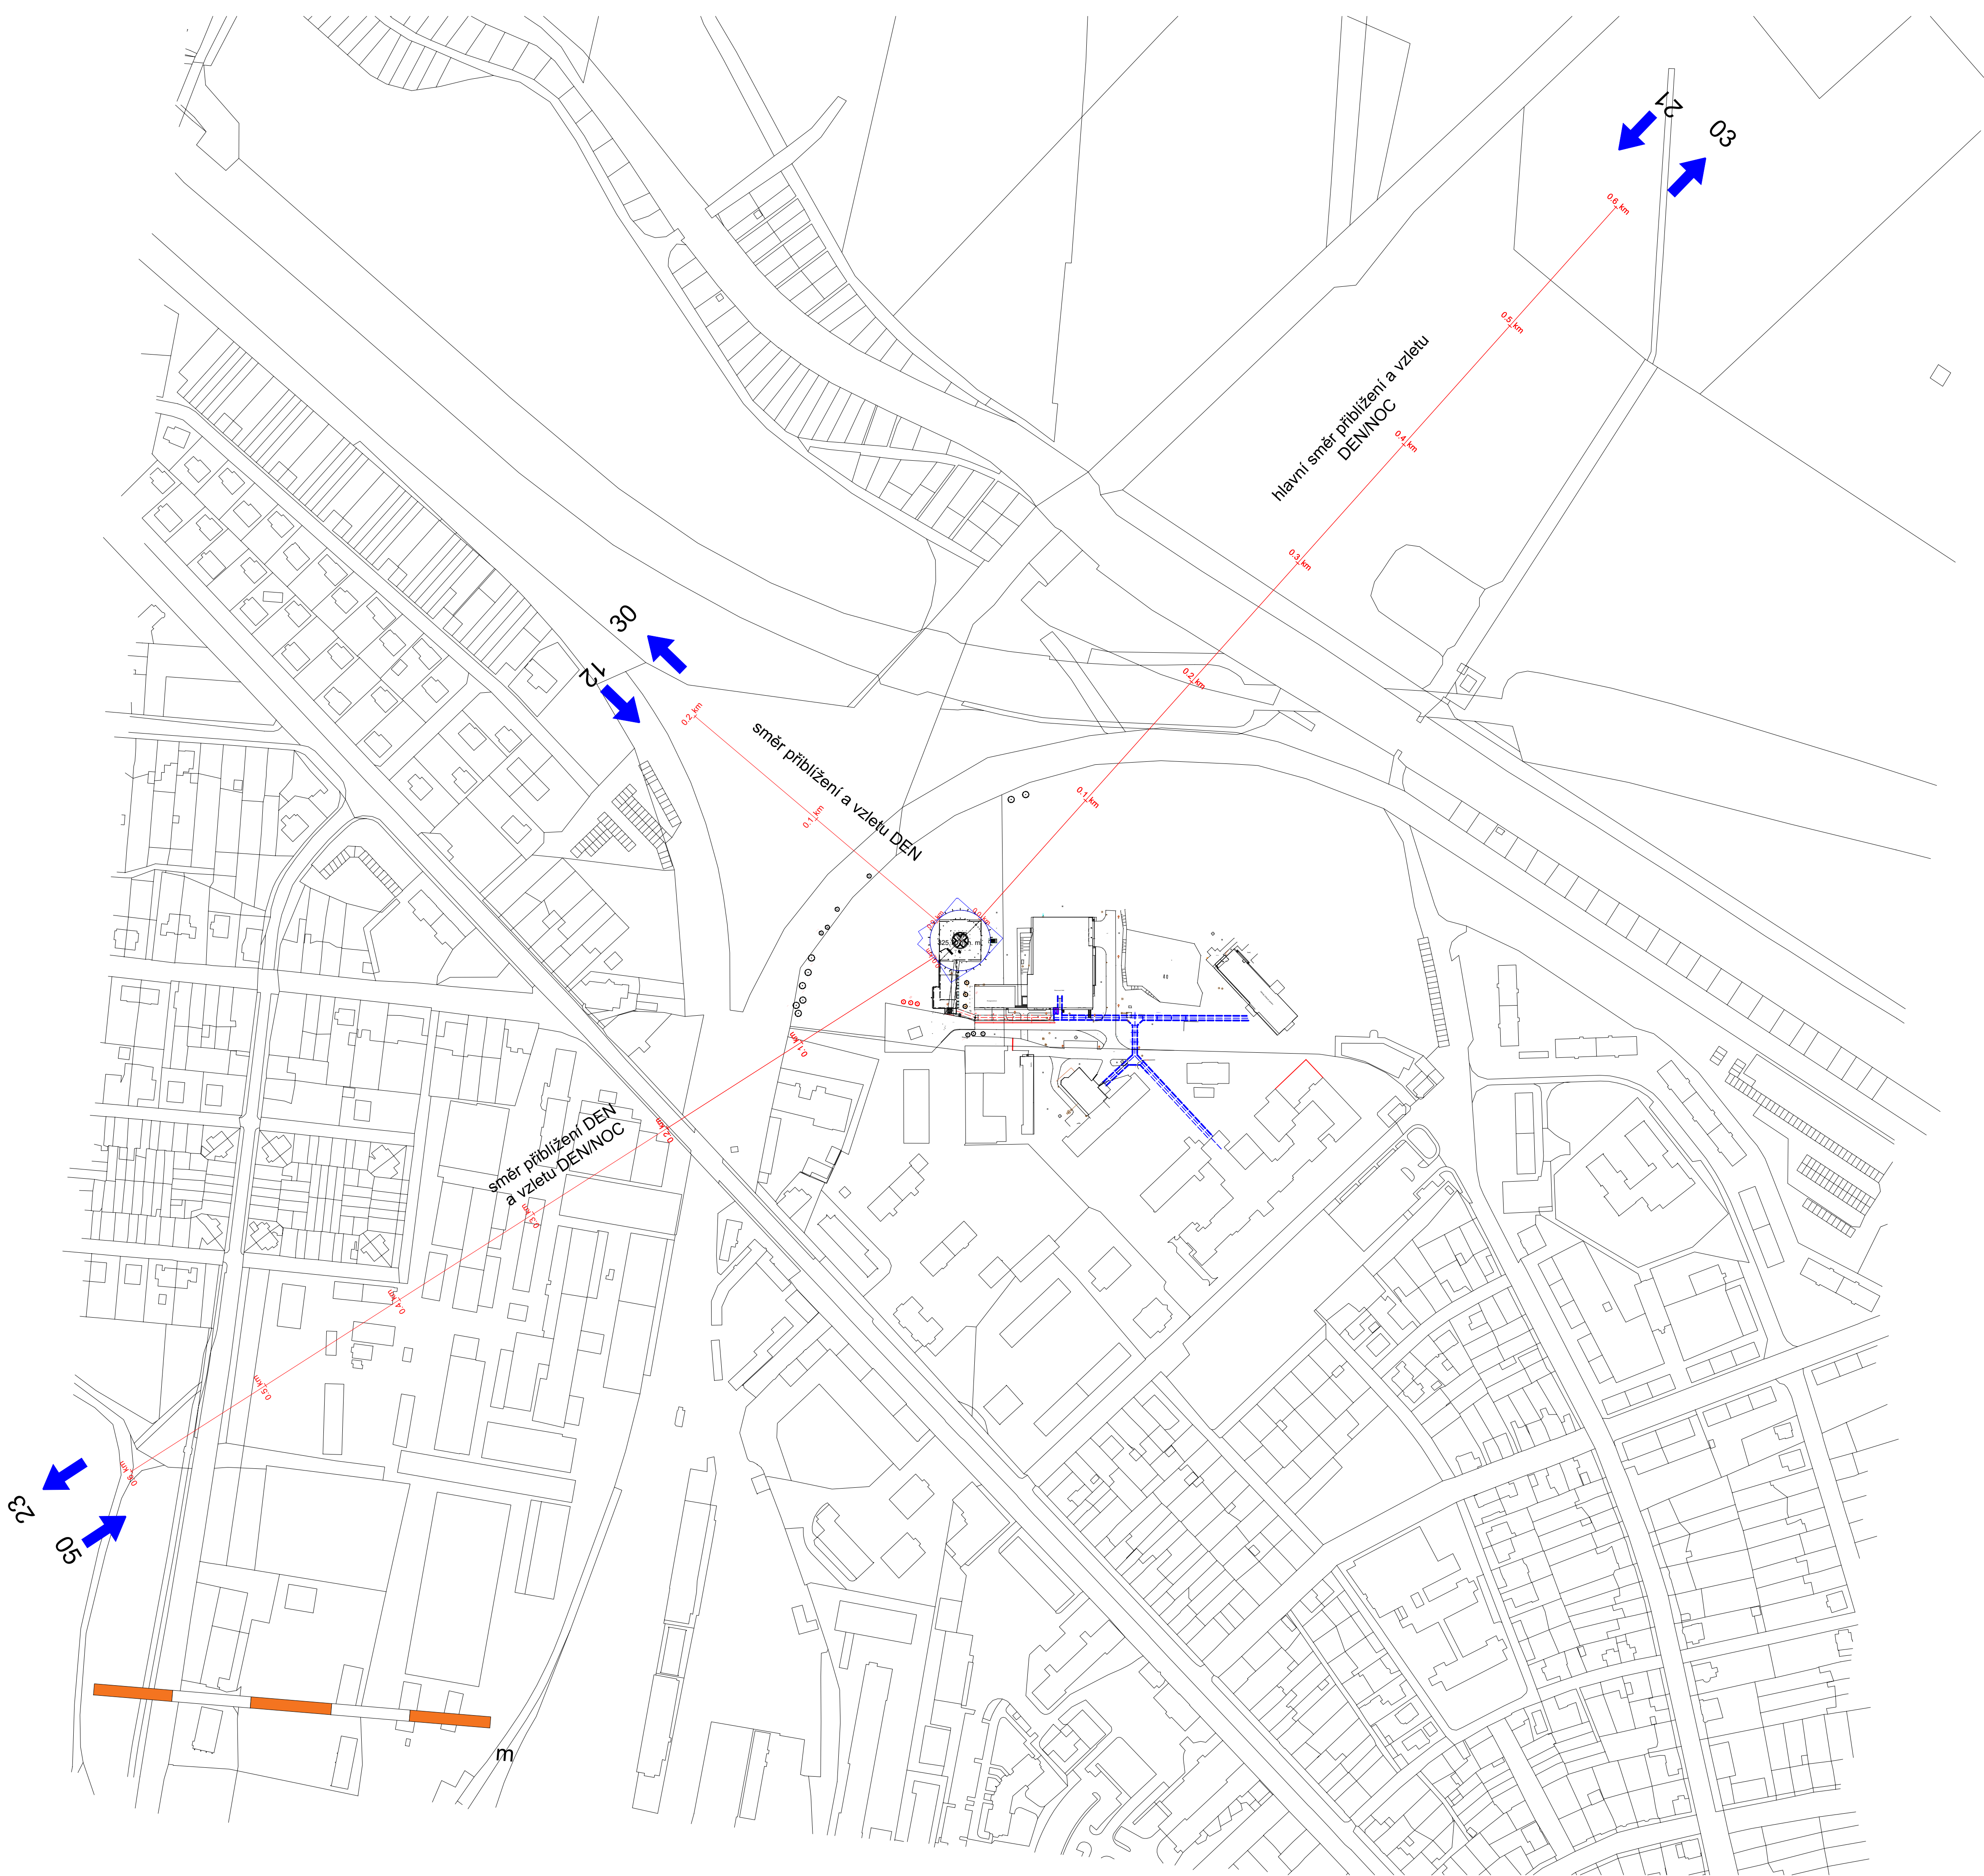 21
03
0.6 km
0.5 km
hlavní směr přiblížení a vzletu
DEN/NOC
0.4 km
0.3 km
0.2 km
0.1 km
30
12
0.2 km
směr přiblížení a vzletu DEN
0.1 km
0.1 km
0.2 km
směr přiblížení DEN
a vzletu DEN/NOC
0.3 km
0.4 km
0.5 km
0.6 km
23
05
m